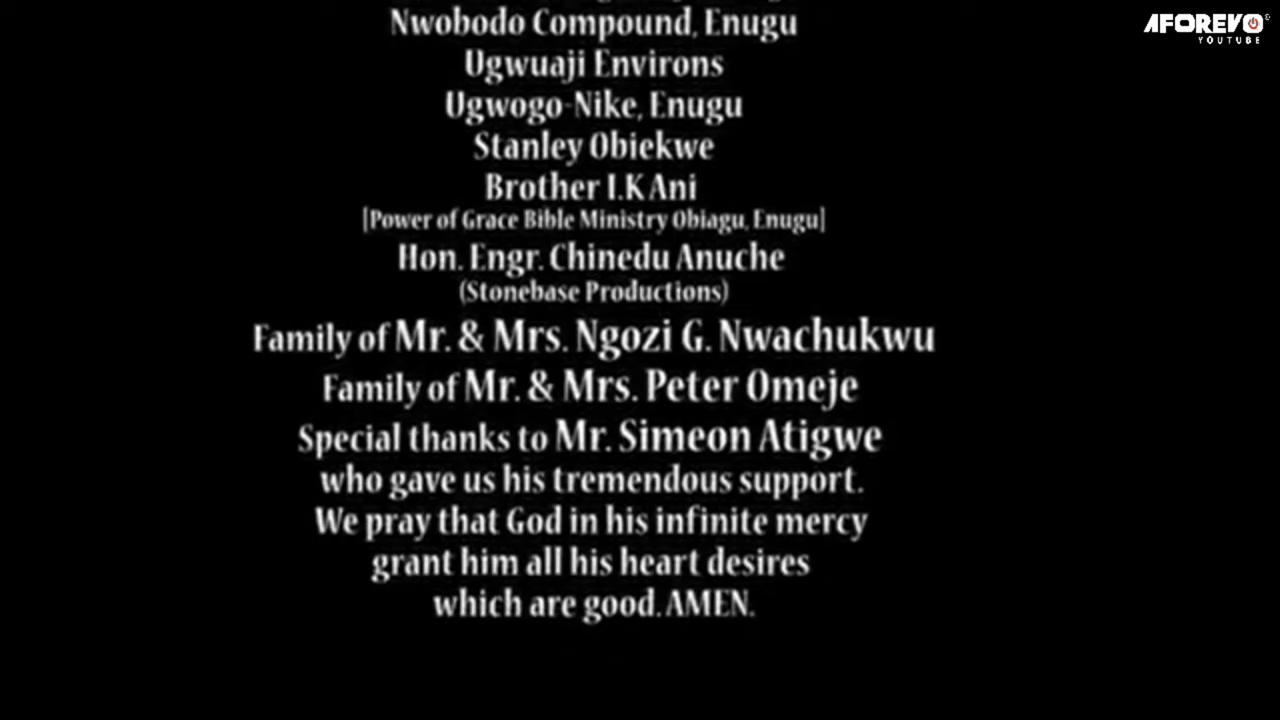 AFOREVO
YOUTUBE
Nwobodo Compound, Enugu
Ugwuaji Environs
Ugwogo-Nike, Enugu
Stanley Obiekwe
Brother I.K Ani
[Power of Grace Bible Ministry Obiagu, Enugu]
Hon. Engr. Chinedu Anuche
(Stonebase Productions)
Family of Mr. & Mrs. Ngozi G. Nwachukwu
Family of Mr. & Mrs. Peter Omeje
Special thanks to Mr. Simeon Atigwe
who gave us his tremendous support.
We pray that God in his infinite mercy
grant him all his heart desires
which are good. AMEN.